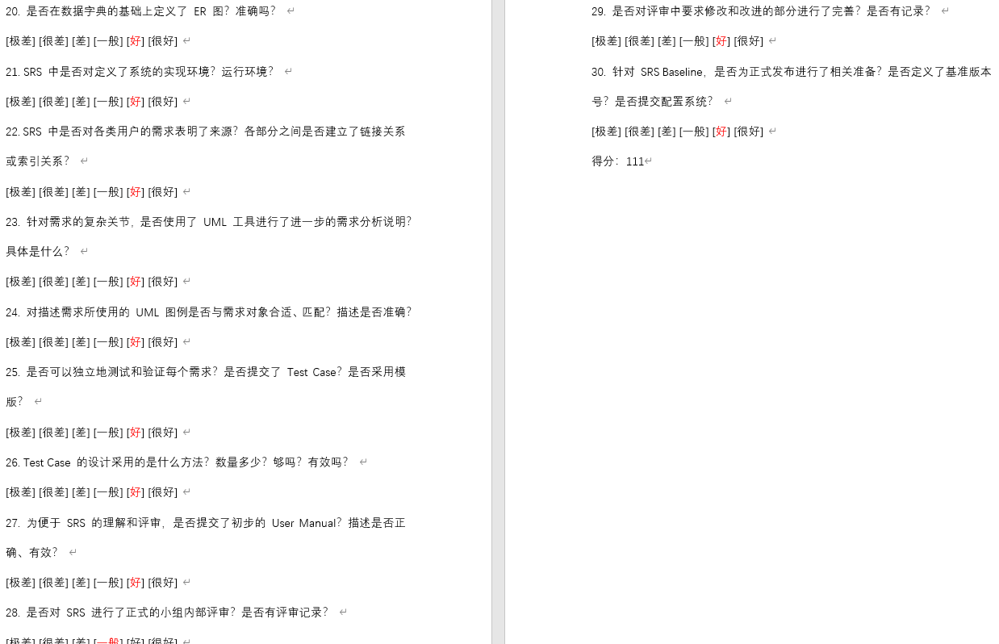 20. 是否在数据字典的基础上定义了 ER 图？准确吗？
[极差] [很差] [差] [一般] [好] [很好]
21. SRS 中是否对定义了系统的实现环境？运行环境？
[极差] [很差] [差] [一般] [好] [很好]
22. SRS 中是否对各类用户的需求表明了来源？各部分之间是否建立了链接关系
或索引关系？
[极差] [很差] [差] [一般] [好] [很好]
23. 针对需求的复杂关节，是否使用了 UML 工具进行了进一步的需求分析说明？
具体是什么？
[极差] [很差] [差] [一般] [好] [很好]
24. 对描述需求所使用的 UML 图例是否与需求对象合适、匹配？描述是否准确？
[极差] [很差] [差] [一般] [好] [很好]
25. 是否可以独立地测试和验证每个需求？是否提交了 Test Case？是否采用模
版？
[极差] [很差] [差] [一般] [好] [很好]
26. Test Case 的设计采用的是什么方法？数量多少？够吗？有效吗？
[极差] [很差] [差] [一般] [好] [很好]
27. 为便于 SRS 的理解和评审，是否提交了初步的 User Manual？描述是否正
确、有效？
[极差] [很差] [差] [一般] [好] [很好]
28. 是否对 SRS 进行了正式的小组内部评审？是否有评审记录？
[极差] [很差] [差] [一般] [好] [很好]
29. 是否对评审中要求修改和改进的部分进行了完善？是否有记录？
[极差] [很差] [差] [一般] [好] [很好]
30. 针对 SRS Baseline，是否为正式发布进行了相关准备？是否定义了基准版本
号？是否提交配置系统？
[极差] [很差] [差] [一般] [好] [很好]
得分：111